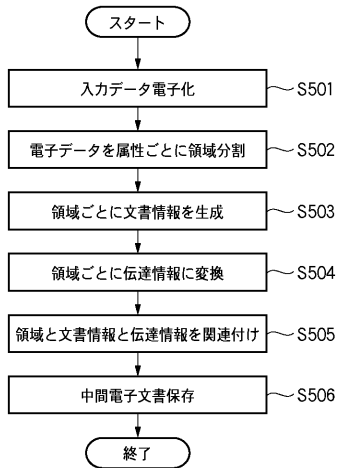 スタート
入力データ電子化 S501
電子データを属性ごとに領域分割 S502
領域ごとに文書情報を生成 S503
領域ごとに伝達情報に変換 S504
領域と文書情報と伝達情報を関連付け S505
中間電子文書保存 S506
終了